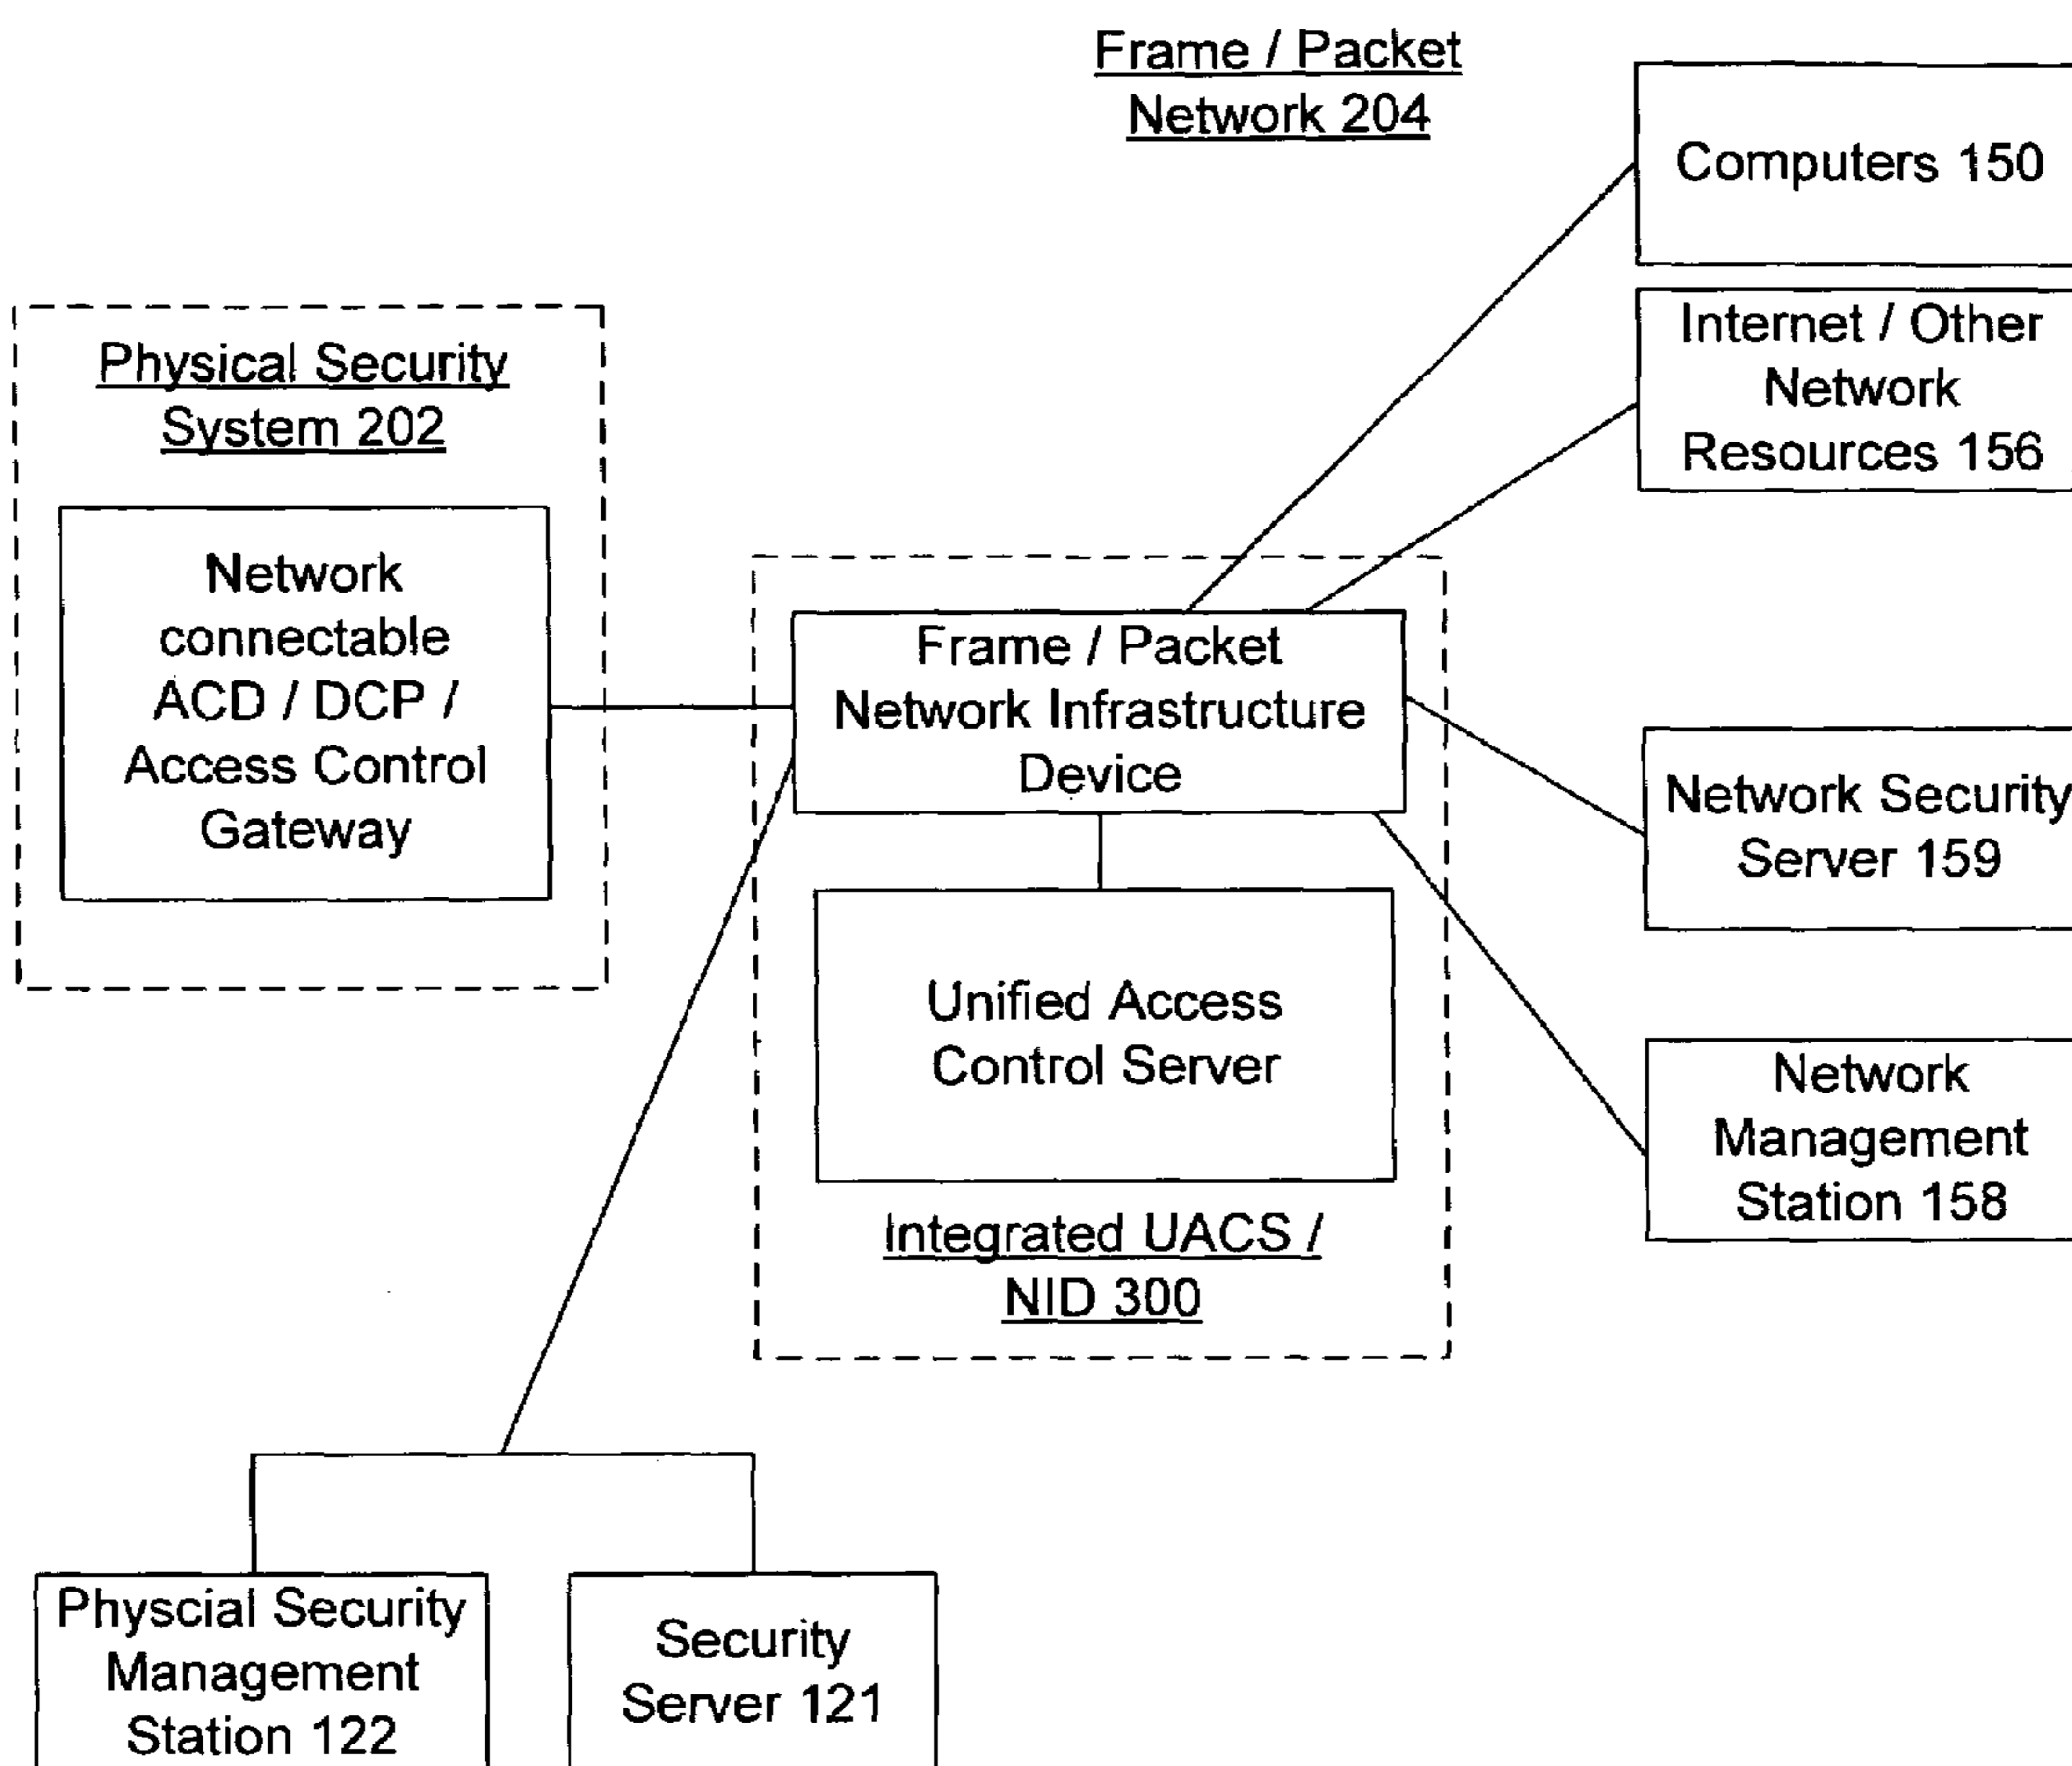 Frame / Packet
Network 204
Computers 150
Internet / Other
Network
Resources 156
Physical Security
System 202
Network
connectable
ACD / DCP /
Access Control
Gateway
Frame / Packet
Network Infrastructure
Device
Network Security
Server 159
Unified Access
Control Server
Network
Management
Station 158
Integrated UACS /
NID 300
Physcial Security
Management
Station 122
Security
Server 121